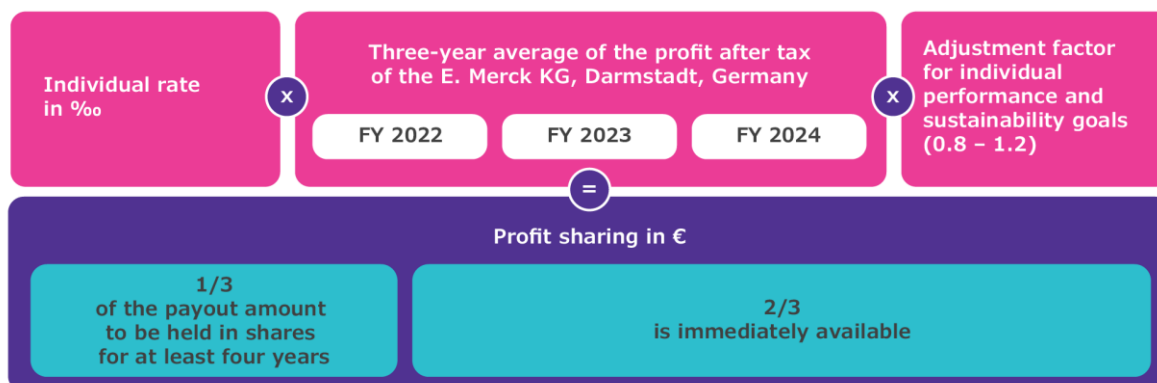 Individual rate
in ‰
x
Three-year average of the profit after tax
of the E. Merck KG, Darmstadt, Germany
FY 2022
FY 2023
FY 2024
x
Adjustment factor
for individual
performance and
sustainability goals
(0.8 – 1.2)
=
Profit sharing in €
1/3
of the payout amount
to be held in shares
for at least four years
2/3
is immediately available